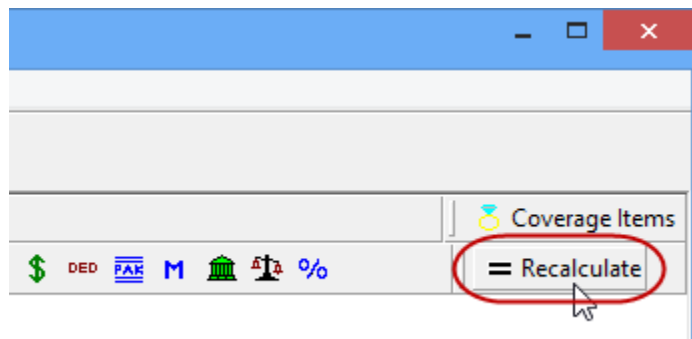 Coverage Items
$ DED PAK M % = Recalculate